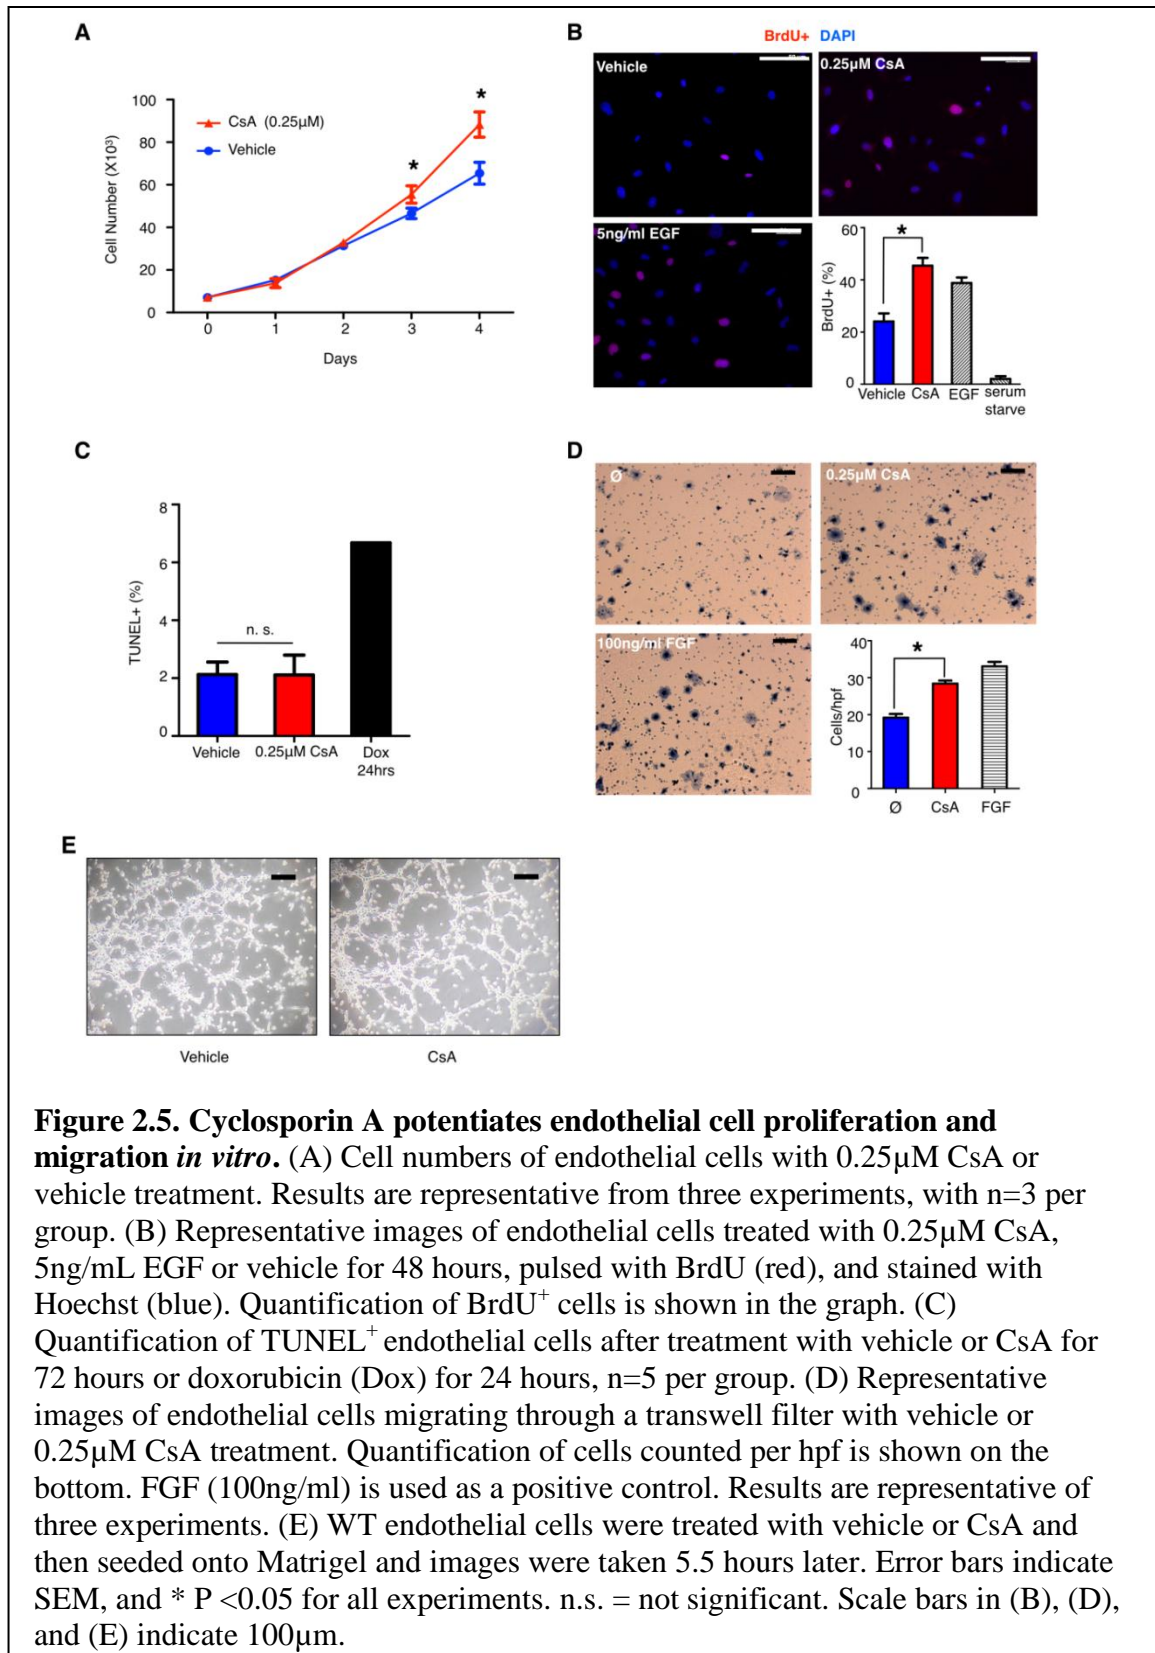 A
100
80
60
40
20
0
Cell Number (X10³)
CsA (0.25µM)
Vehicle
*
*
0 1 2 3 4
Days
B
BrdU+ DAPI
Vehicle
0.25µM CsA
5ng/ml EGF
60
40
20
0
BrdU+ (%)
*
Vehicle CsA EGF serum
starve
C
8
6
4
2
0
TUNEL+ (%)
n. s.
Vehicle 0.25µM CsA Dox
24hrs
D
Ø
0.25µM CsA
100ng/ml FGF
40
30
20
10
0
Cells/hpf
*
Ø CsA FGF
E
Vehicle CsA
Figure 2.5. Cyclosporin A potentiates endothelial cell proliferation and
migration in vitro. (A) Cell numbers of endothelial cells with 0.25µM CsA or
vehicle treatment. Results are representative from three experiments, with n=3 per
group. (B) Representative images of endothelial cells treated with 0.25µM CsA,
5ng/mL EGF or vehicle for 48 hours, pulsed with BrdU (red), and stained with
Hoechst (blue). Quantification of BrdU⁺ cells is shown in the graph. (C)
Quantification of TUNEL⁺ endothelial cells after treatment with vehicle or CsA for
72 hours or doxorubicin (Dox) for 24 hours, n=5 per group. (D) Representative
images of endothelial cells migrating through a transwell filter with vehicle or
0.25µM CsA treatment. Quantification of cells counted per hpf is shown on the
bottom. FGF (100ng/ml) is used as a positive control. Results are representative of
three experiments. (E) WT endothelial cells were treated with vehicle or CsA and
then seeded onto Matrigel and images were taken 5.5 hours later. Error bars indicate
SEM, and * P <0.05 for all experiments. n.s. = not significant. Scale bars in (B), (D),
and (E) indicate 100µm.